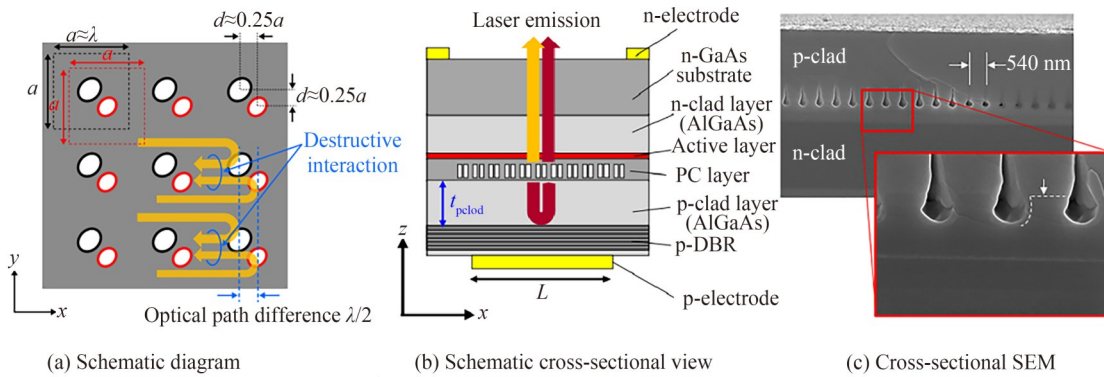 a≈λ
a
d≈0.25a
a
a
d≈0.25a
Destructive
interaction
y
x
Optical path difference λ/2
(a) Schematic diagram
Laser emission
n-electrode
n-GaAs
substrate
n-clad layer
(AlGaAs)
Active layer
PC layer
t_pclod
p-clad layer
(AlGaAs)
p-DBR
z
x
L
p-electrode
(b) Schematic cross-sectional view
p-clad
540 nm
n-clad
(c) Cross-sectional SEM